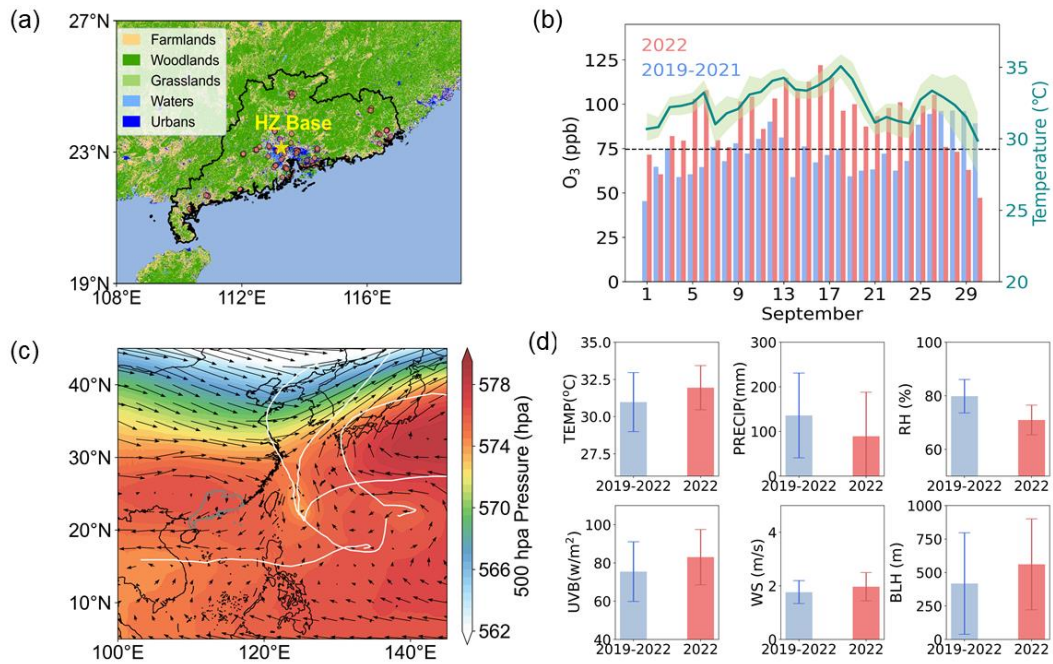 (a)
27°N
23°N
19°N
108°E 112°E 116°E
Farmlands
Woodlands
Grasslands
Waters
Urbans
HZ Base
(b)
2022
2019-2021
O3 (ppb)
125
100
75
50
25
0
1 5 9 13 17 21 25 29
September
35
30
25
20
Temperature (°C)
(c)
40°N
30°N
20°N
10°N
100°E 120°E 140°E
578
574
570
566
562
500 hpa Pressure (hpa)
(d)
TEMP(°C)
35.0
32.5
30.0
27.5
2019-2022 2022
PRECIP(mm)
300
200
100
0
2019-2022 2022
RH (%)
100
80
60
2019-2022 2022
UVB(w/m²)
100
80
60
40
2019-2022 2022
WS (m/s)
4
2
0
2019-2022 2022
BLH (m)
1000
750
500
250
0
2019-2022 2022